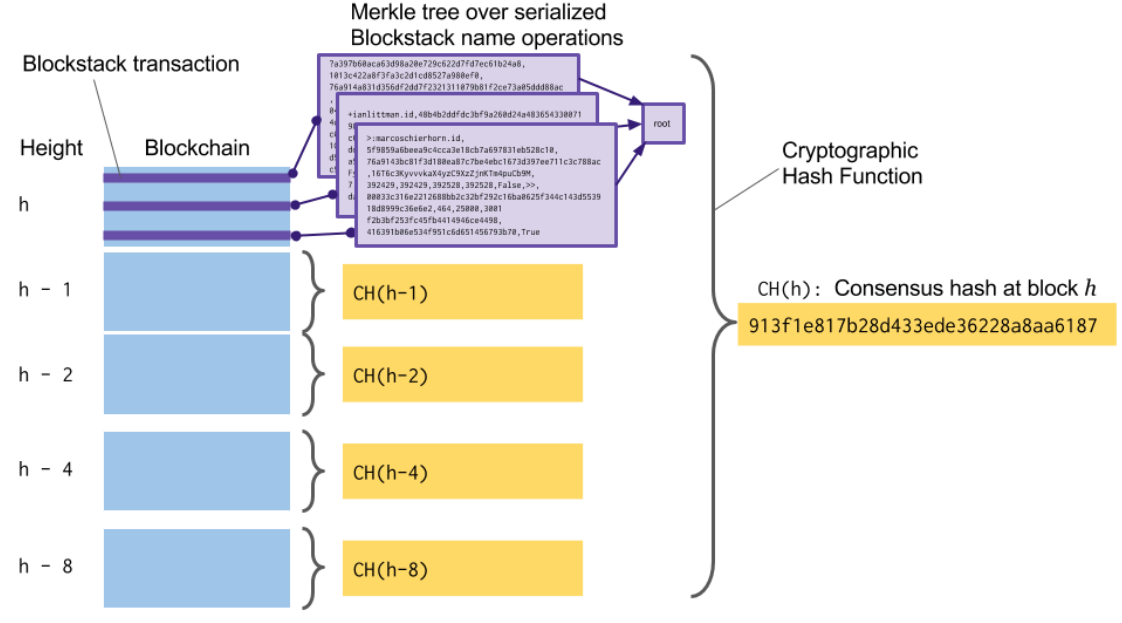 Merkle tree over serialized
Blockstack name operations
Blockstack transaction
?a397b60aca63d98a20e729c622d7fd7ec61b24a8,
1013c422a8f3fa3c2d1cd8527a980ef0,
76a914a831d356df2dd7f2321311079b81f2ce73a05ddd88ac
+ianlittman.id,48b4b2ddfdc3bf9a260d24a483654330071
>:marcoschierhorn.id,
5f9859a6beea9c4cca3e18cb7a697831eb528c10,
76a9143bc81f3d180ea87c7be4ebc1673d397ee711c3c788ac
,16T6c3KyvvvkaX4yzC9XzZjnKTm4puCb9M,
392429,392429,392528,392528,False,>>,
00033c316e2212688bb2c32bf292c16ba0625f344c143d5539
18d8999c36e6e2,464,25000,3001
f2b3bf253fc45fb4414946ce4498,
416391b06e534f951c6d651456793b70,True
root
Height
Blockchain
Cryptographic
Hash Function
h
h - 1
CH(h-1)
CH(h): Consensus hash at block h
913f1e817b28d433ede36228a8aa6187
h - 2
CH(h-2)
h - 4
CH(h-4)
h - 8
CH(h-8)